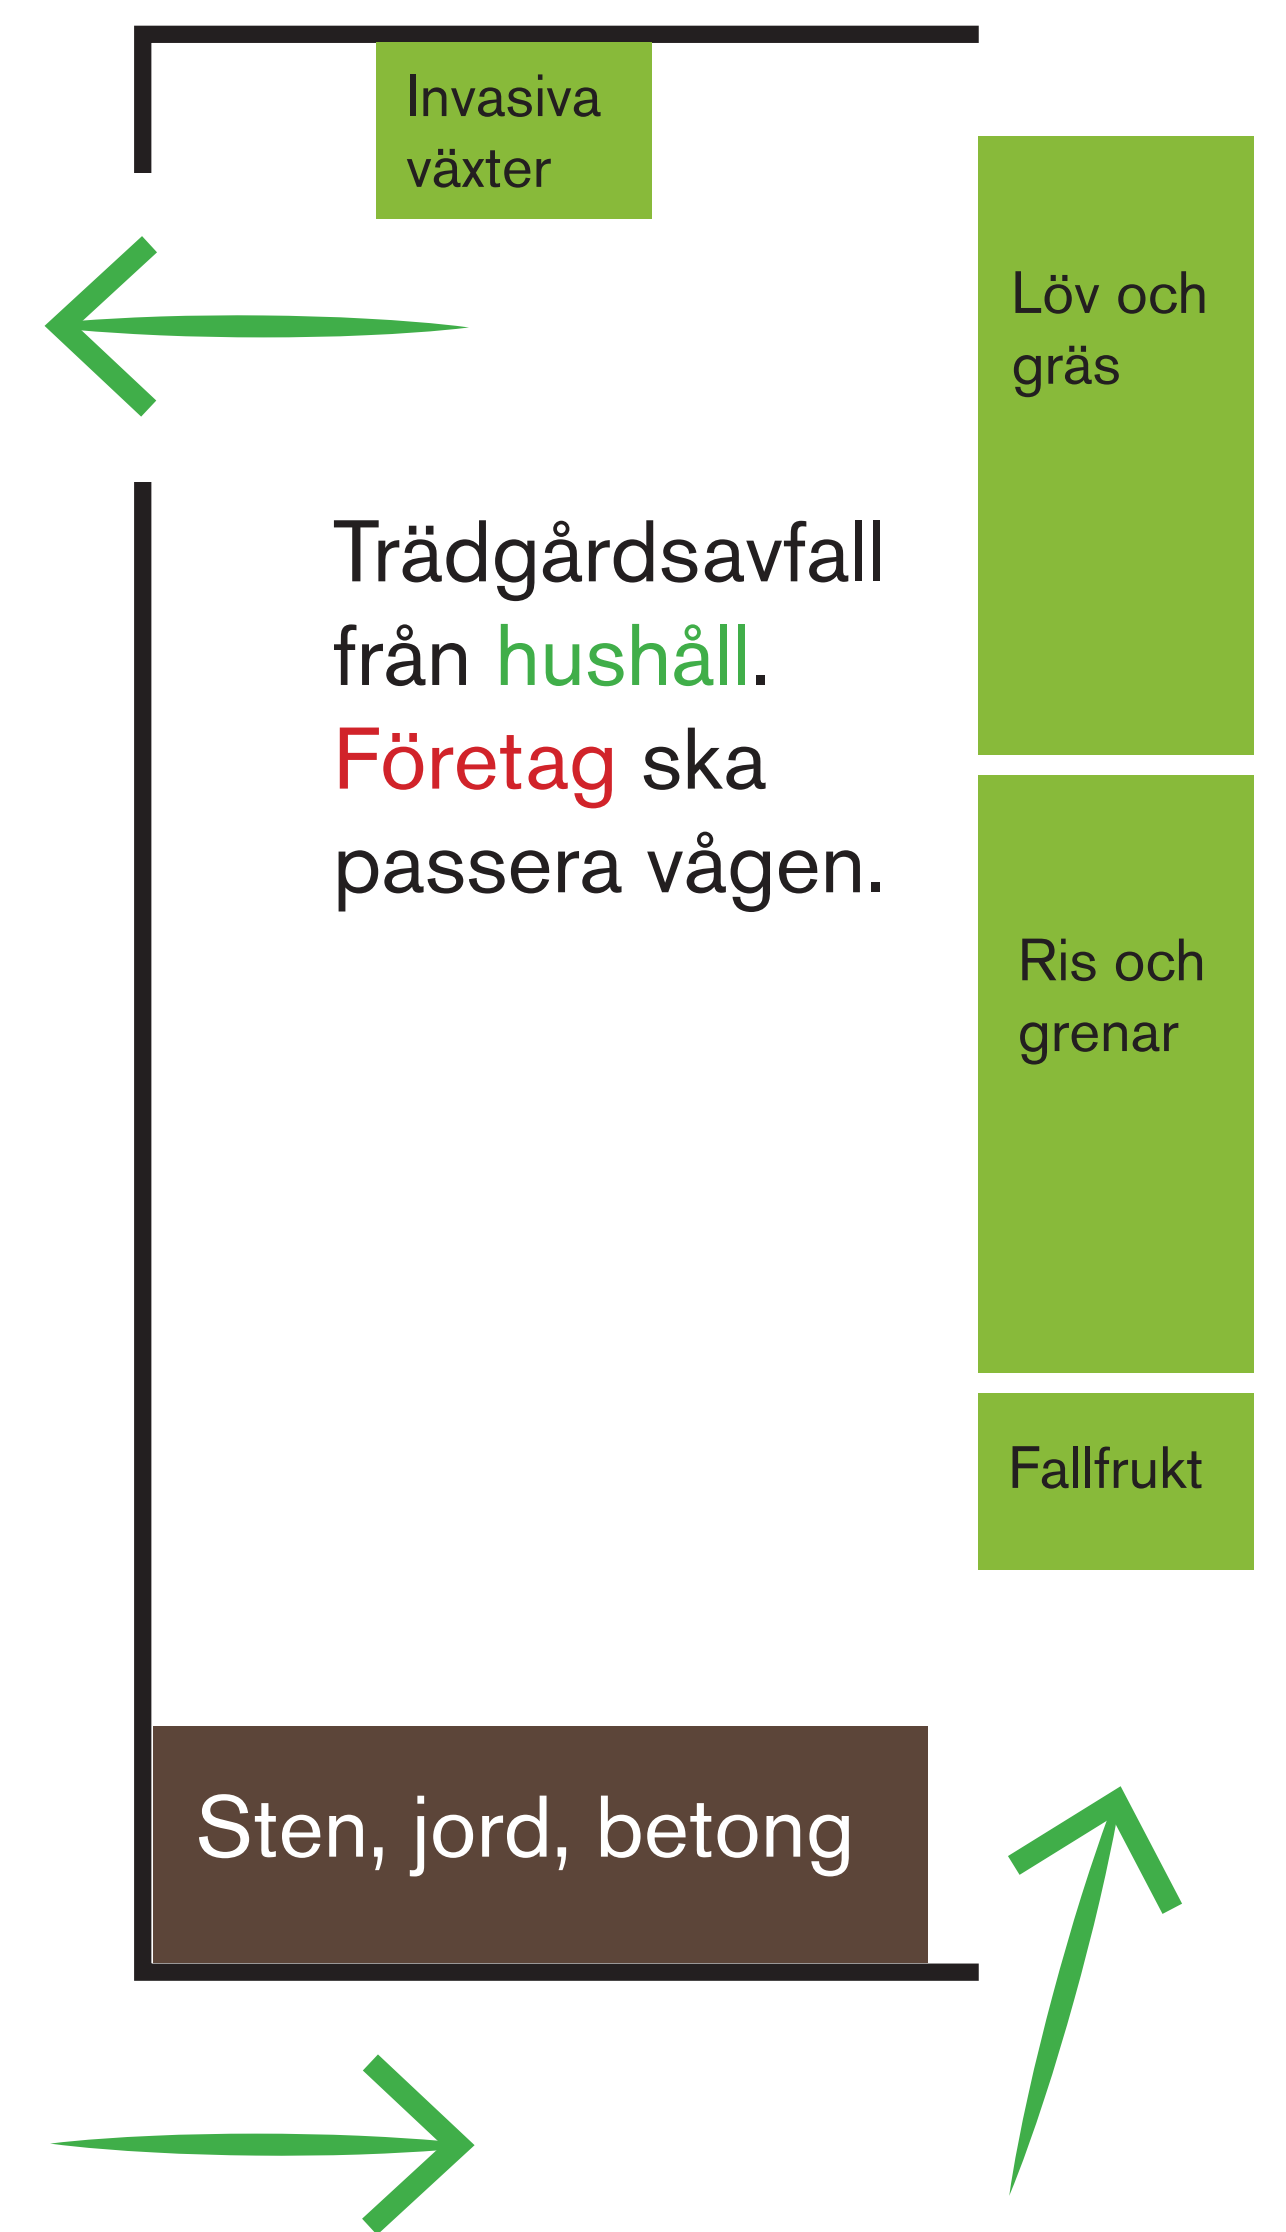 Invasiva
växter
Löv och
gräs
Trädgårdsavfall
från hushåll.
Företag ska
passera vågen.
Ris och
grenar
Fallfrukt
Sten, jord, betong